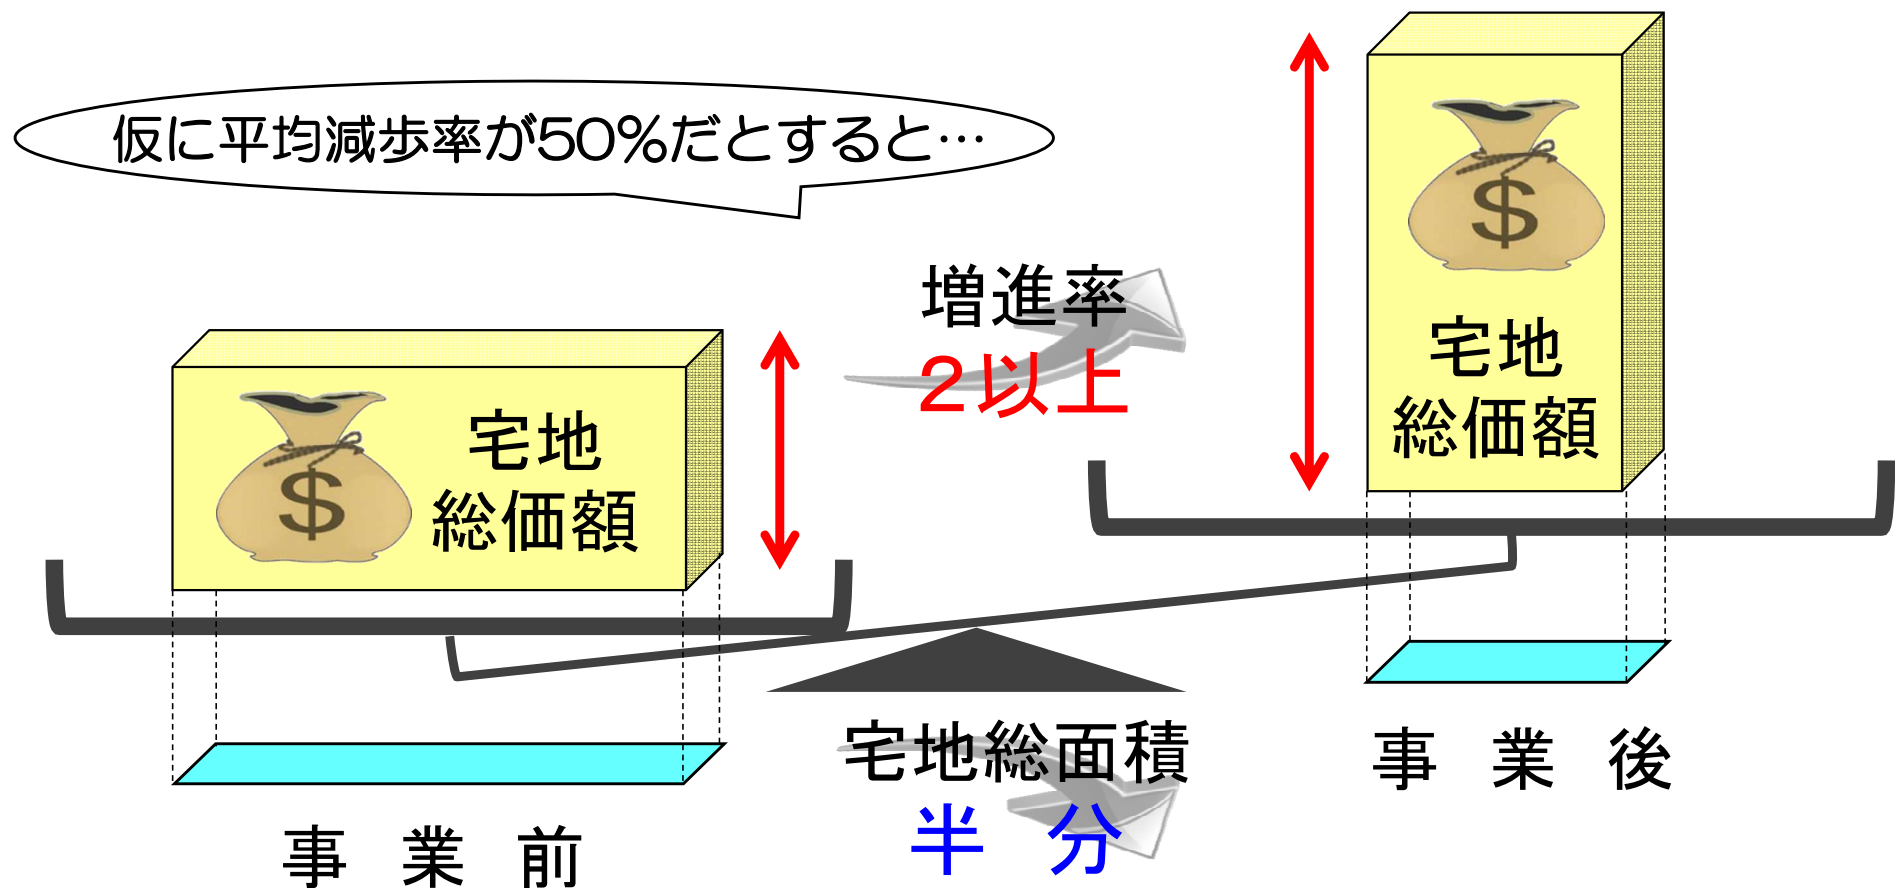 仮に平均減歩率が50%だとすると…
増進率
2以上
$
宅地
総価額
$
宅地
総価額
宅地総面積
半 分
事 業 前
事 業 後